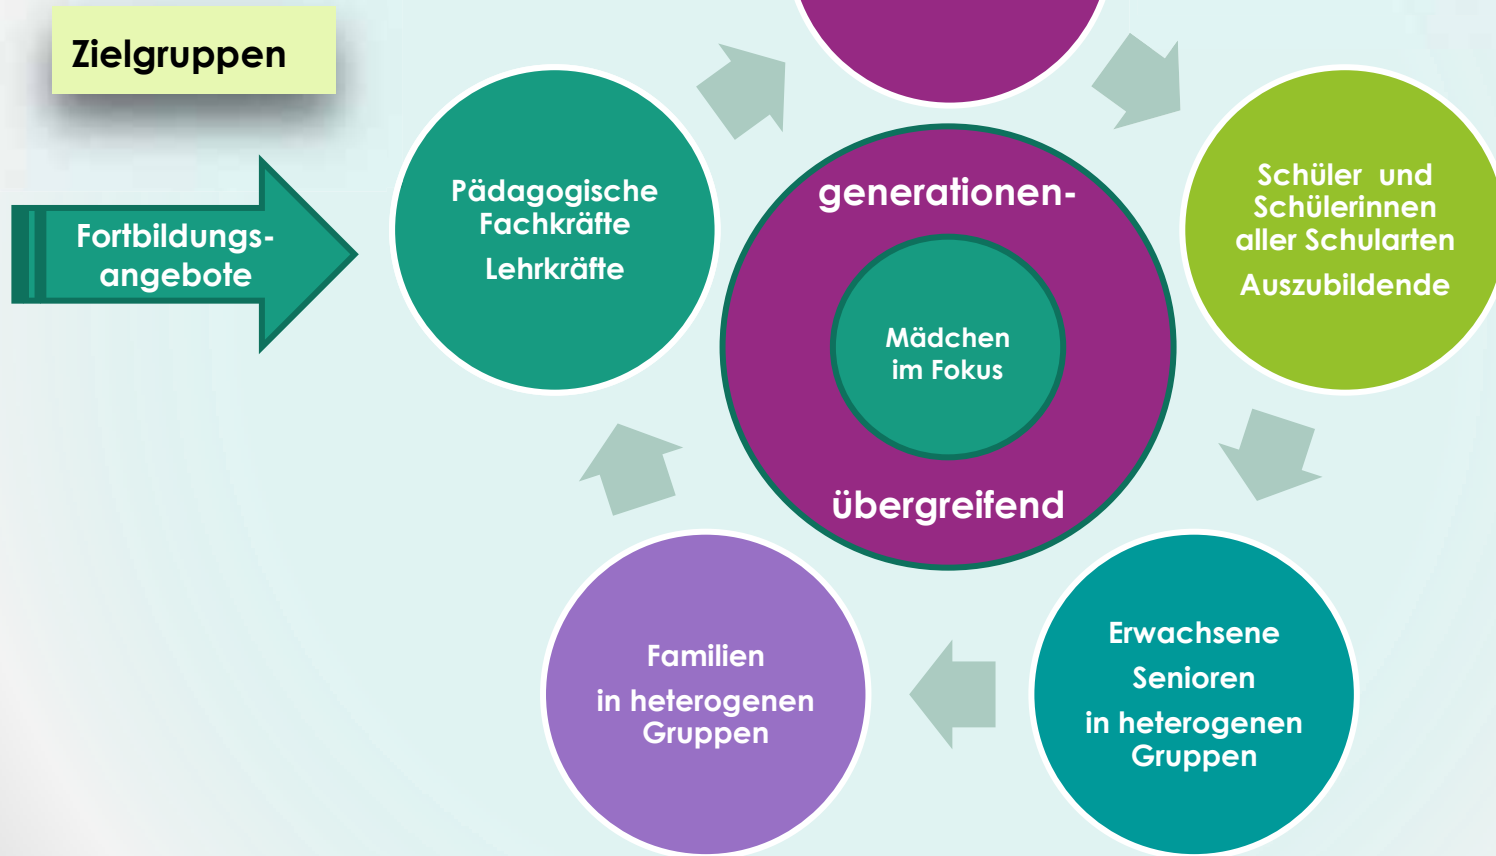 Zielgruppen
Fortbildungs-
angebote
Pädagogische
Fachkräfte
Lehrkräfte
generationen-
Mädchen
im Fokus
übergreifend
Schüler und
Schülerinnen
aller Schularten
Auszubildende
Erwachsene
Senioren
in heterogenen
Gruppen
Familien
in heterogenen
Gruppen